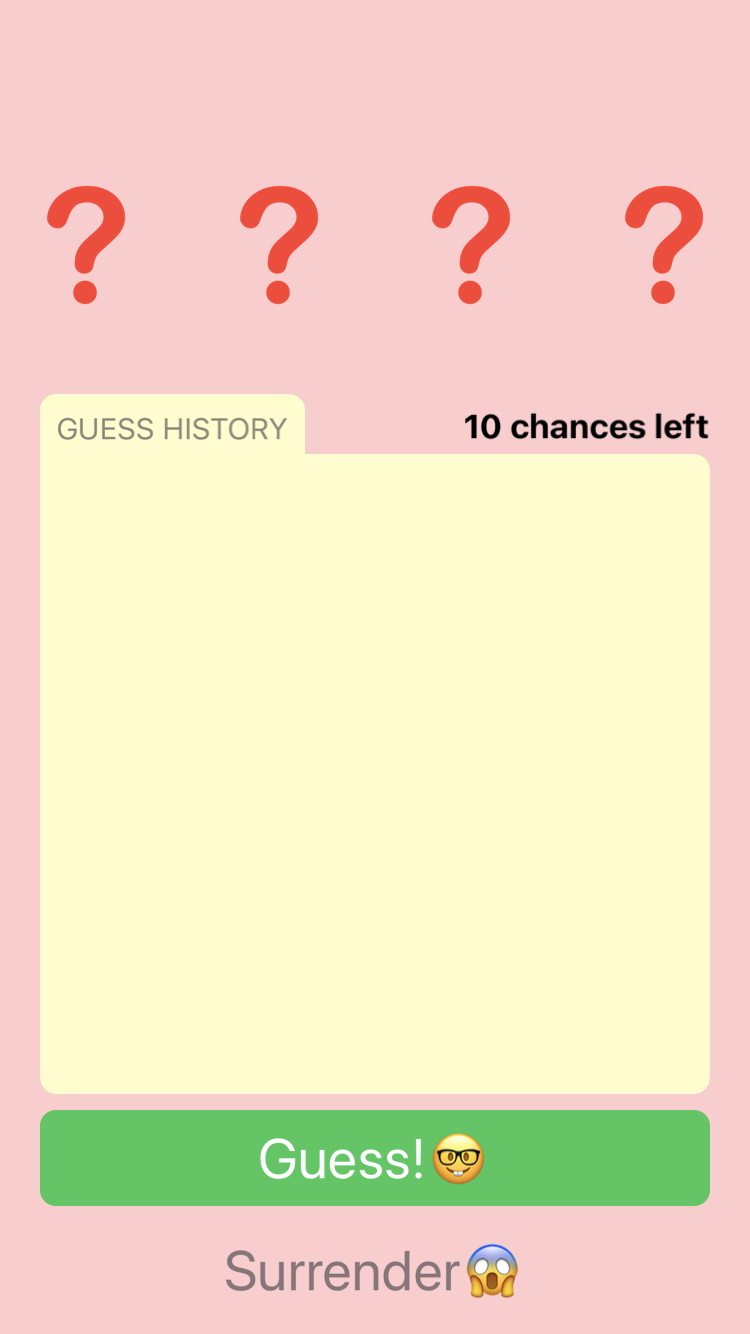 ❓ ❓ ❓ ❓
GUESS HISTORY
10 chances left
Guess!🤓
Surrender😱